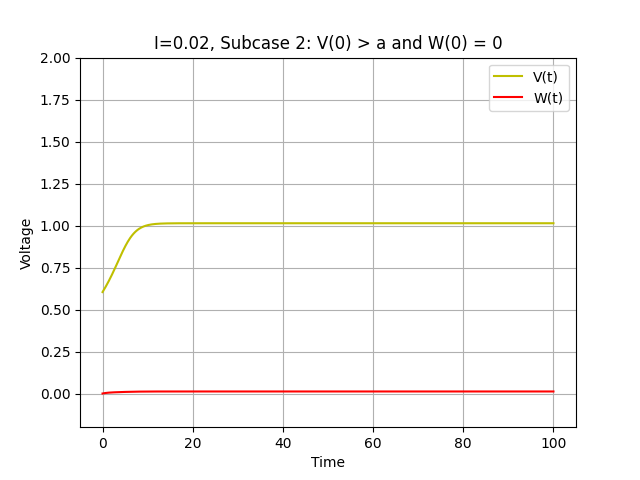 I=0.02, Subcase 2: V(0) > a and W(0) = 0
2.00
1.75
1.50
1.25
1.00
0.75
0.50
0.25
0.00
Voltage
V(t)
W(t)
0 20 40 60 80 100
Time